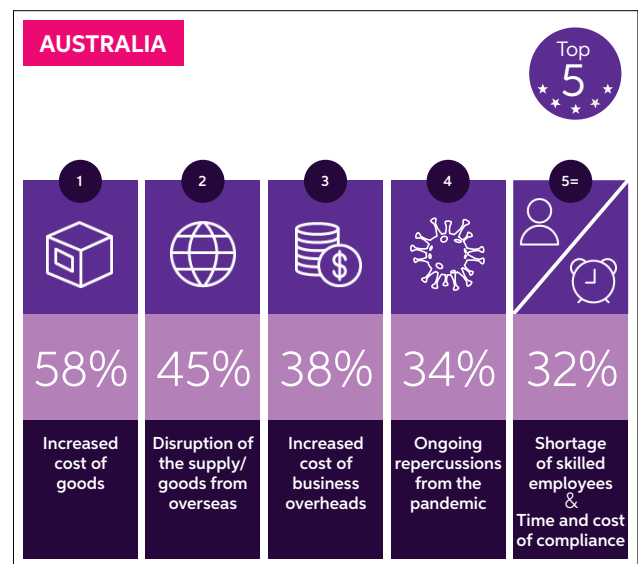 AUSTRALIA
Top
5
1
58%
Increased
cost of
goods
2
45%
Disruption of
the supply/
goods from
overseas
3
$
38%
Increased
cost of
business
overheads
4
34%
Ongoing
repercussions
from the
pandemic
5=
32%
Shortage
of skilled
employees
&
Time and cost
of compliance